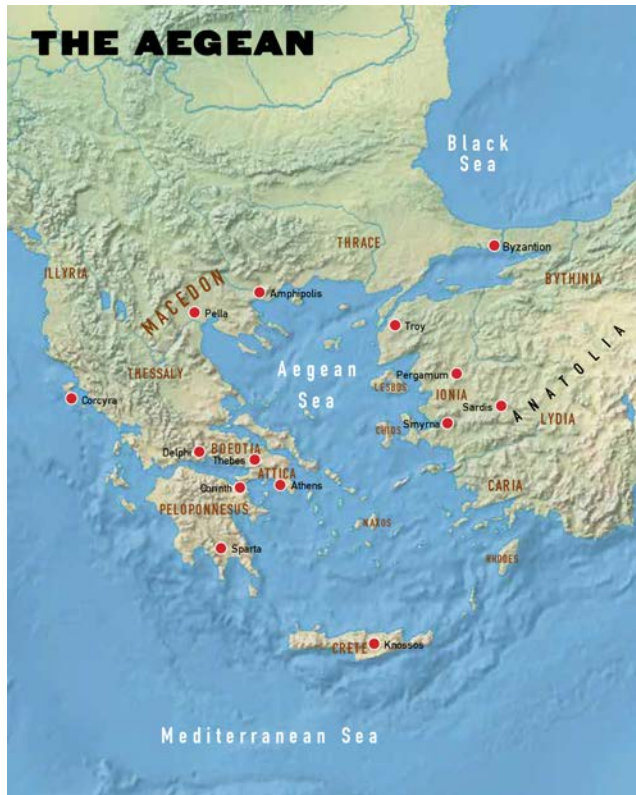 THE AEGEAN
Black
Sea
THRACE
Byzantion
ILLYRIA
BYTHINIA
MACEDON
Amphipolis
Pella
Troy
THESSALY
Aegean
Sea
Pergamum
LESBOS
IONIA
ANATOLIA
Corcyra
Sardis
LYDIA
Smyrna
CHIOS
Delphi
BOEOTIA
Thebes
ATTICA
Corinth
Athens
CARIA
PELOPONNESUS
NAXOS
Sparta
RHODES
CRETE
Knossos
Mediterranean Sea